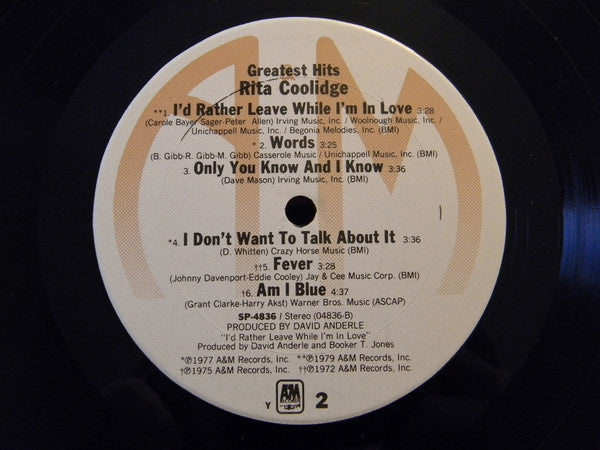 Greatest Hits
Rita Coolidge
**1. I'd Rather Leave While I'm In Love 3:28
(Carole Bayer Sager-Peter Allen) Irving Music, Inc. / Woolnough Music, Inc. /
Unichappell Music, Inc. / Begonia Melodies, Inc. (BMI)
* 2. Words 3:25
(B. Gibb-R. Gibb-M. Gibb) Casserole Music / Unichappell Music, Inc. (BMI)
3. Only You Know And I Know 3:36
(Dave Mason) Irving Music, Inc. (BMI)
*4. I Don't Want To Talk About It 3:36
(D. Whitten) Crazy Horse Music (BMI)
††5. Fever 3:28
(Johnny Davenport-Eddie Cooley) Jay & Cee Music Corp. (BMI)
†6. Am I Blue 4:37
(Grant Clarke-Harry Akst) Warner Bros. Music (ASCAP)
SP-4836 / Stereo (04836-B)
PRODUCED BY DAVID ANDERLE
"I'd Rather Leave While I'm In Love"
Produced by David Anderle and Booker T. Jones
*℗1977 A&M Records, Inc. **℗1979 A&M Records, Inc.
†℗1975 A&M Records, Inc. ††℗1972 A&M Records, Inc.
Y A&M RECORDS 2